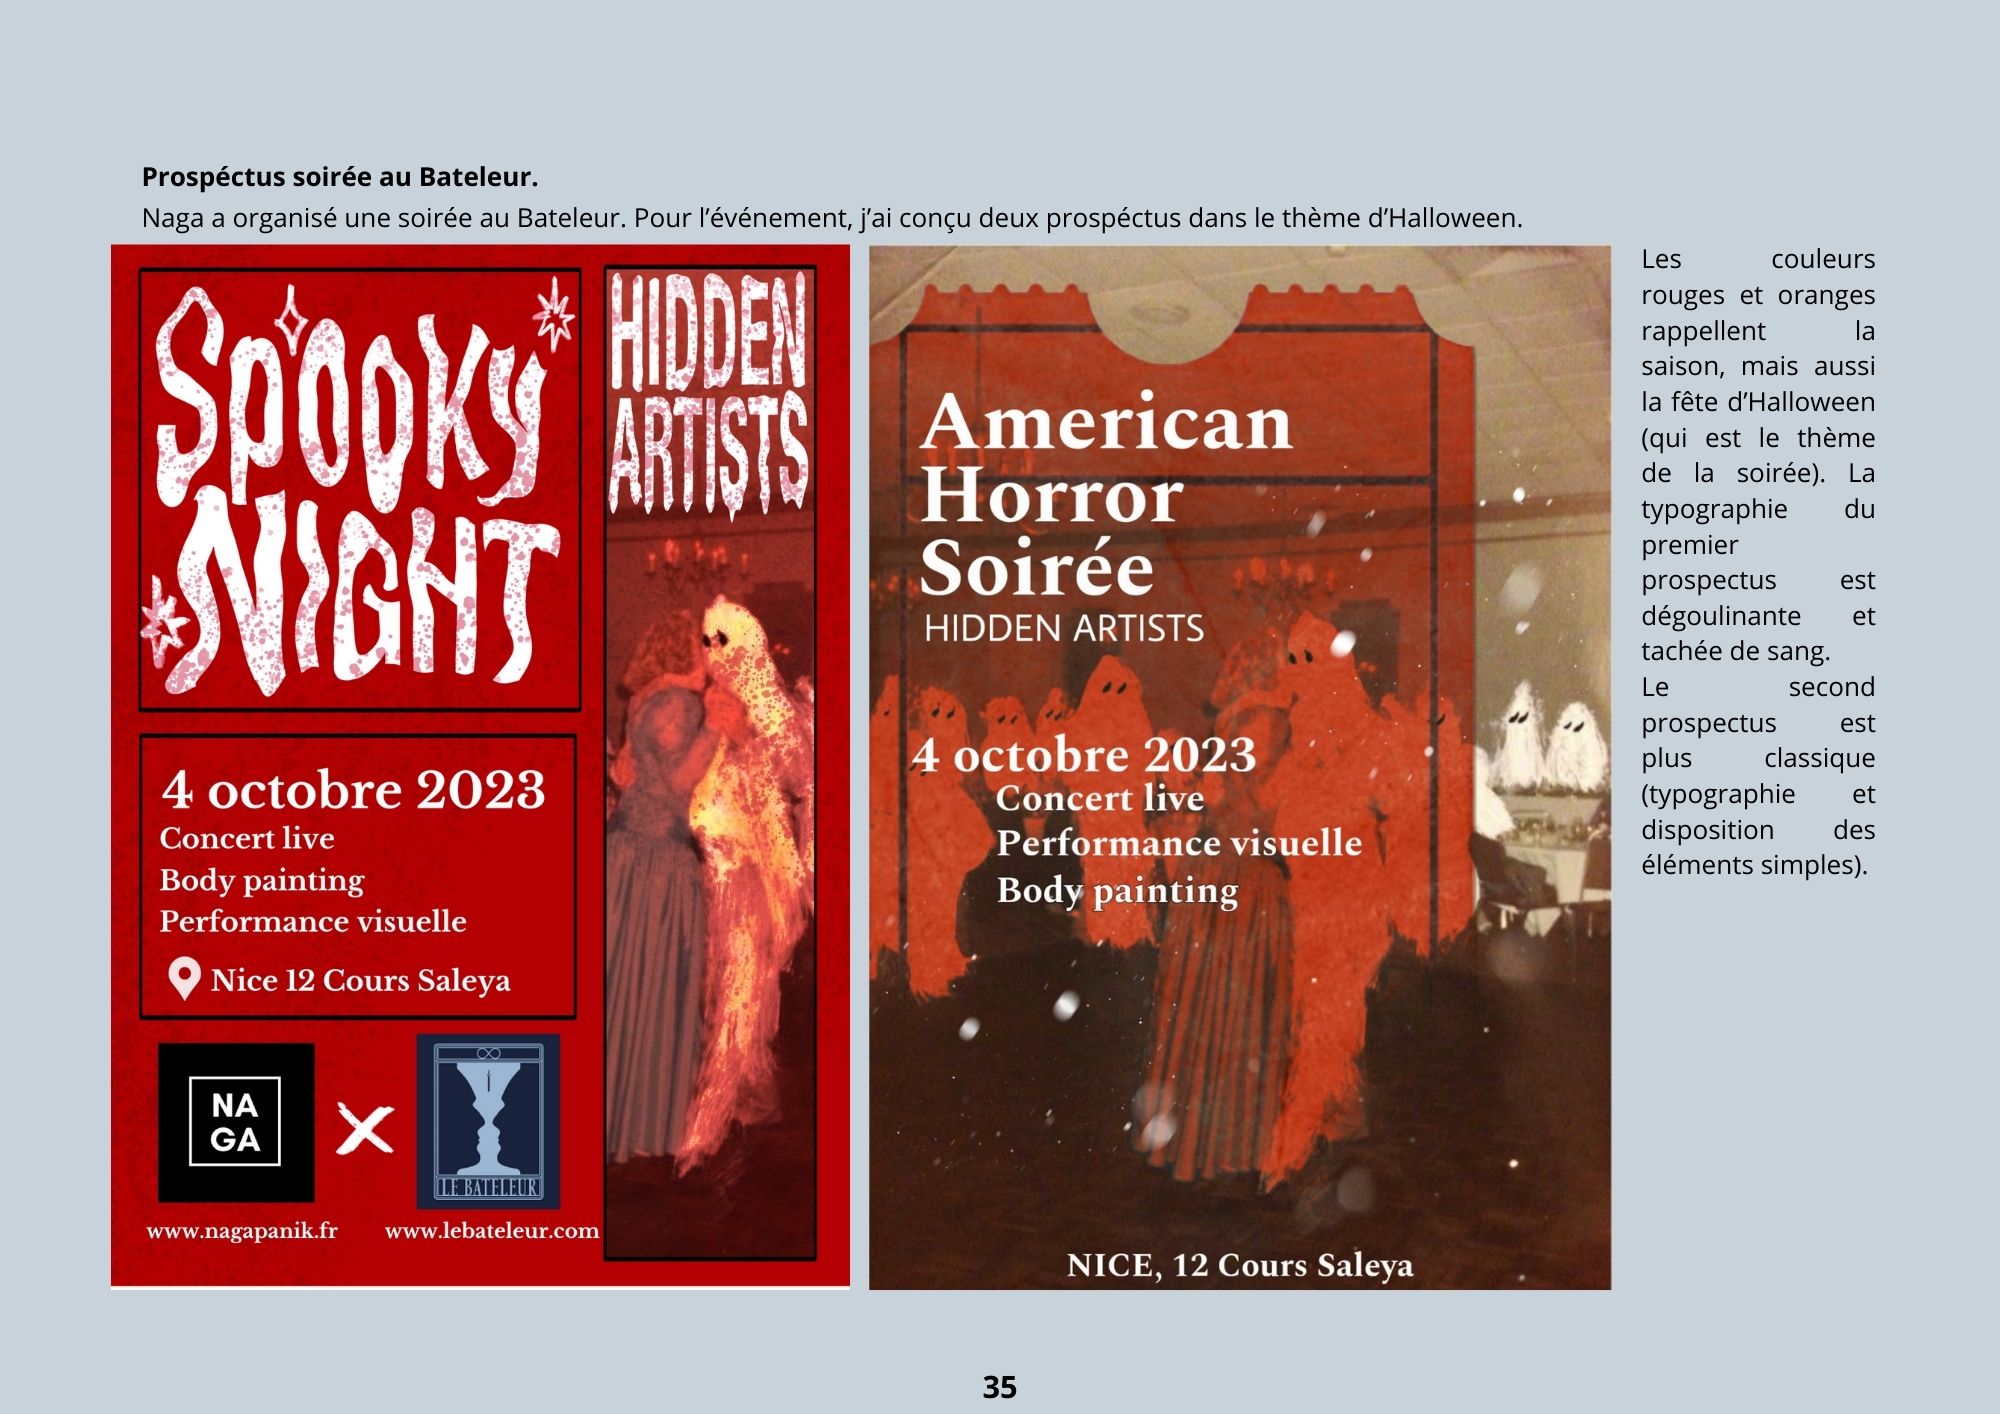 Prospéctus soirée au Bateleur.
Naga a organisé une soirée au Bateleur. Pour l’événement, j’ai conçu deux prospéctus dans le thème d’Halloween.
SPOOKY
NIGHT
HIDDEN
ARTISTS
4 octobre 2023
Concert live
Body painting
Performance visuelle
Nice 12 Cours Saleya
NA
GA
X
LE BATELEUR
www.nagapanik.fr
www.lebateleur.com
American
Horror
Soirée
HIDDEN ARTISTS
4 octobre 2023
Concert live
Performance visuelle
Body painting
NICE, 12 Cours Saleya
Les couleurs
rouges et oranges
rappellent la
saison, mais aussi
la fête d’Halloween
(qui est le thème
de la soirée). La
typographie du
premier
prospectus est
dégoulinante et
tachée de sang.
Le second
prospectus est
plus classique
(typographie et
disposition des
éléments simples).
35